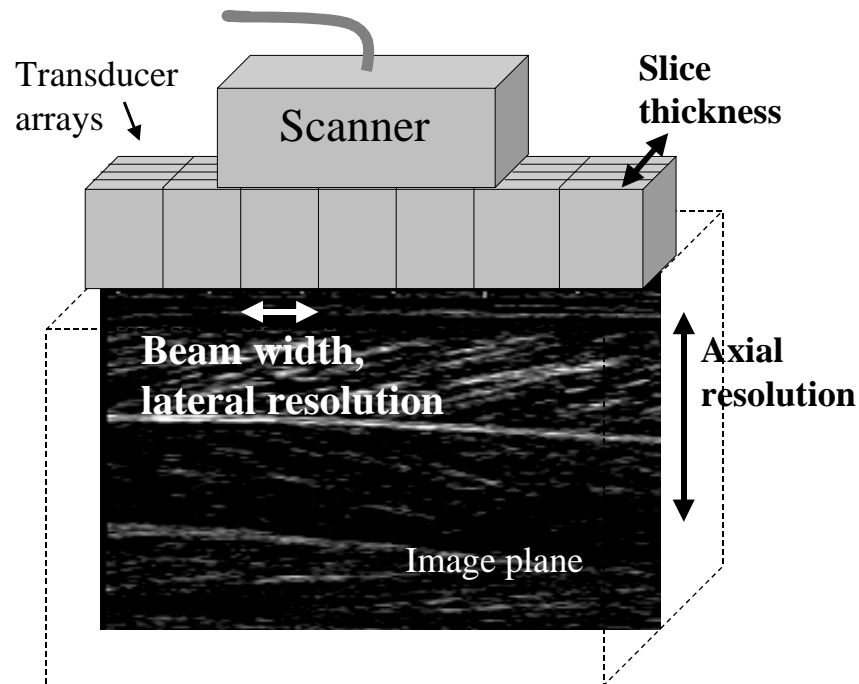 Transducer
arrays
Scanner
Slice
thickness
Beam width,
lateral resolution
Axial
resolution
Image plane